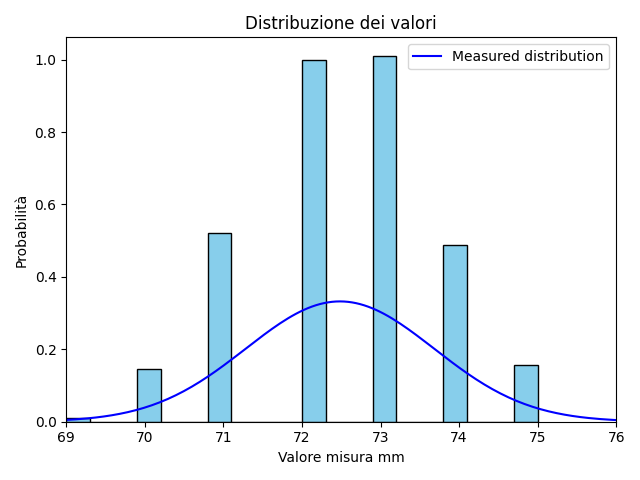 Distribuzione dei valori
Measured distribution
Probabilità
1.0
0.8
0.6
0.4
0.2
0.0
69 70 71 72 73 74 75 76
Valore misura mm